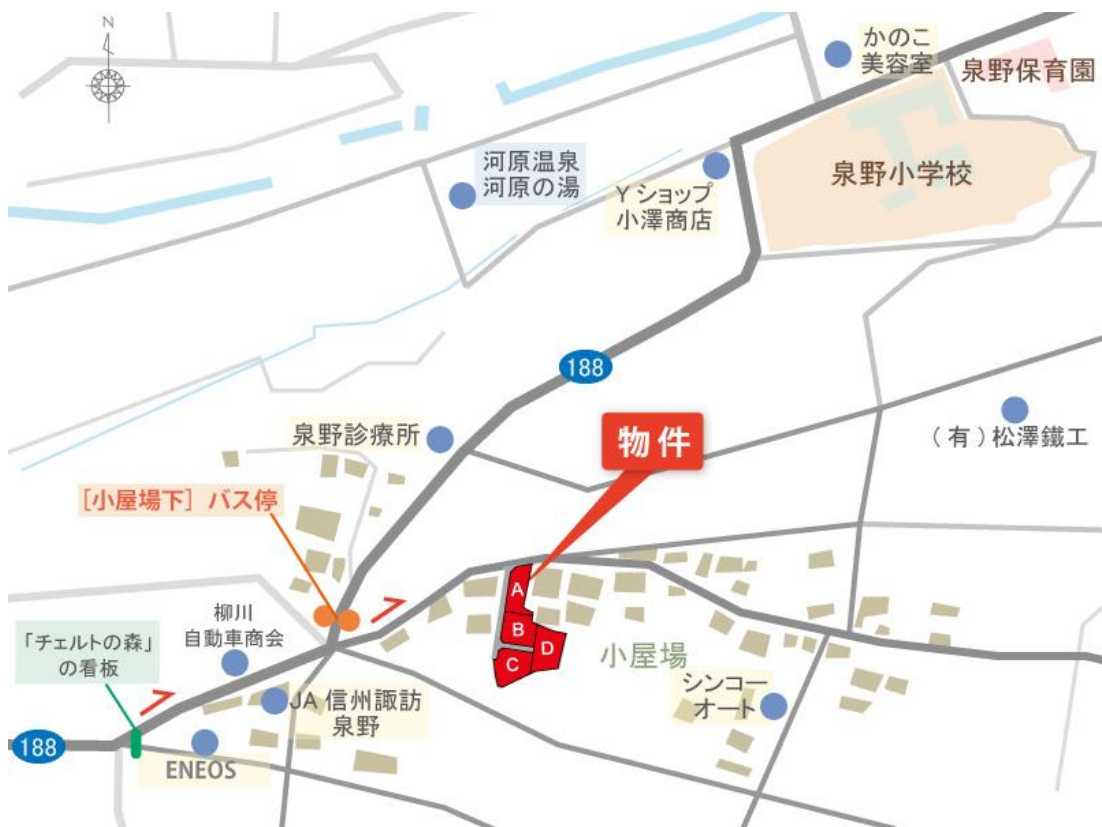 N
かのこ
美容室
泉野保育園
河原温泉
河原の湯
Yショップ
小澤商店
泉野小学校
188
泉野診療所
物件
(有)松澤鐵工
[小屋場下] バス停
A
B
C
D
小屋場
柳川
自動車商会
「チェルトの森」
の看板
JA信州諏訪
泉野
シンコー
オート
188
ENEOS